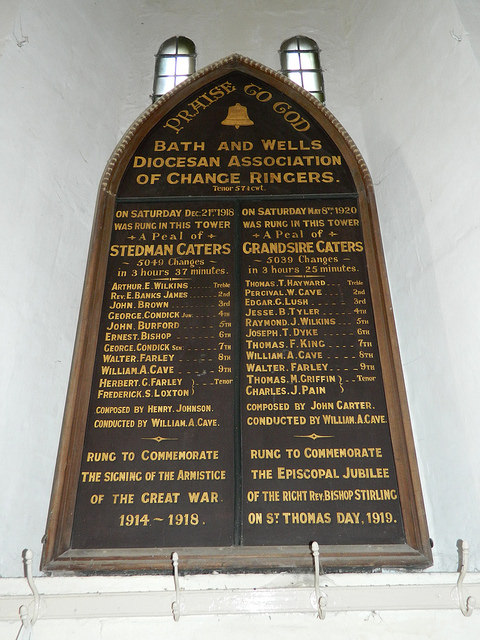 PRAISE TO GOD
BATH AND WELLS
DIOCESAN ASSOCIATION
OF CHANGE RINGERS.
Tenor 57¼cwt.
ON SATURDAY DEC. 21ST 1918
WAS RUNG IN THIS TOWER
A Peal of
STEDMAN CATERS
~ 5049 Changes ~
in 3 hours 37 minutes.
ARTHUR.E.WILKINS Treble
REV. E.BANKS JAMES 2nd
JOHN. BROWN 3rd
GEORGE.CONDICK Jun: 4TH
JOHN. BURFORD 5TH
ERNEST. BISHOP 6TH
GEORGE.CONDICK Sen: 7TH
WALTER.FARLEY 8TH
WILLIAM.A.CAVE 9TH
HERBERT.G.FARLEY } Tenor
FREDERICK.S.LOXTON }
COMPOSED BY HENRY.JOHNSON.
CONDUCTED BY WILLIAM.A.CAVE.
RUNG TO COMMEMORATE
THE SIGNING OF THE ARMISTICE
OF THE GREAT WAR
1914 ~ 1918.
ON SATURDAY MAY 8TH 1920
WAS RUNG IN THIS TOWER
A Peal of
GRANDSIRE CATERS
~ 5039 Changes ~
in 3 hours 25 minutes.
THOMAS.T.HAYWARD Treble
PERCIVAL.W.CAVE 2nd
EDGAR.G.LUSH 3rd
JESSE.B.TYLER 4TH
RAYMOND.J.WILKINS 5TH
JOSEPH.T.DYKE 6TH
THOMAS.F.KING 7TH
WILLIAM.A.CAVE 8TH
WALTER.FARLEY 9TH
THOMAS.M.GRIFFIN } Tenor
CHARLES.J.PAIN }
COMPOSED BY JOHN CARTER.
CONDUCTED BY WILLIAM.A.CAVE.
RUNG TO COMMEMORATE
THE EPISCOPAL JUBILEE
OF THE RIGHT REV. BISHOP STIRLING
ON ST THOMAS DAY, 1919.